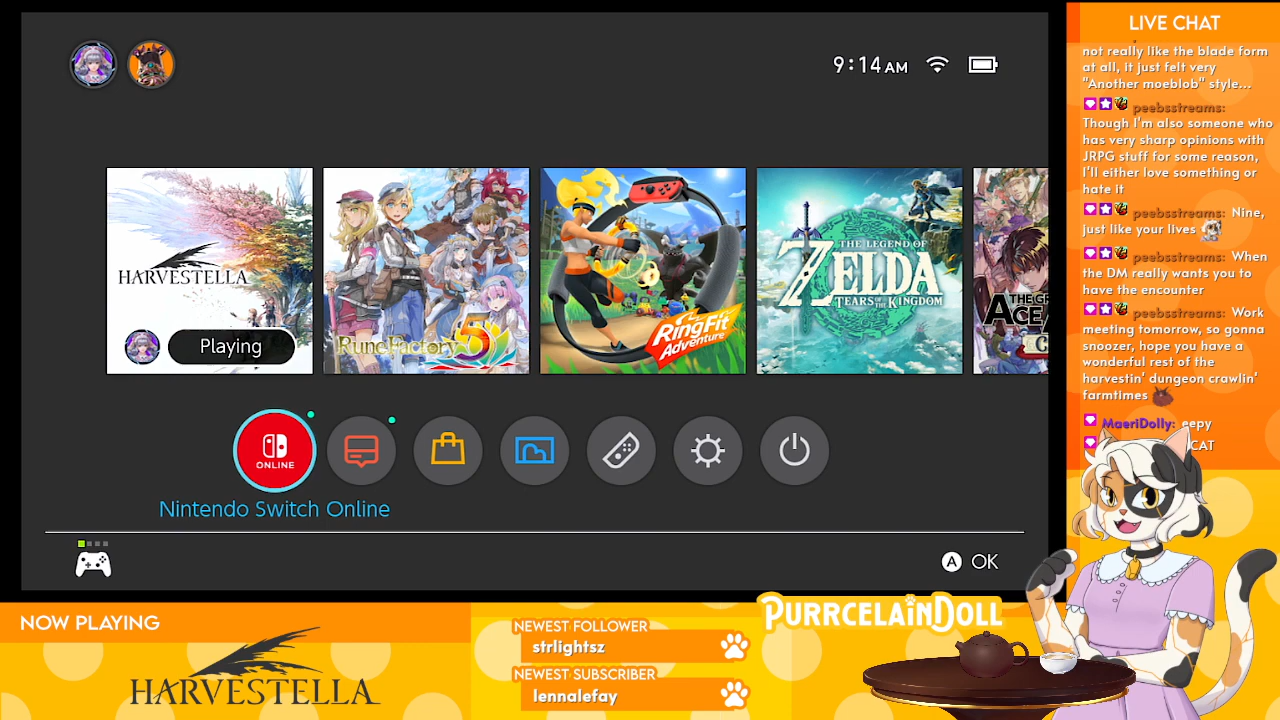 9:14 AM
HARVESTELLA
Playing
Rune Factory 5
RingFit
Adventure
THE LEGEND OF
ZELDA
TEARS OF THE KINGDOM
THE GR
ACE A
ONLINE
Nintendo Switch Online
A OK
LIVE CHAT
not really like the blade form
at all, it just felt very
"Another moeblob" style...
peebsstreams:
Though I'm also someone who
has very sharp opinions with
JRPG stuff for some reason,
I'll either love something or
hate it
peebsstreams: Nine,
just like your lives
peebsstreams: When
the DM really wants you to
have the encounter
peebsstreams: Work
meeting tomorrow, so gonna
snoozer, hope you have a
wonderful rest of the
harvestin' dungeon crawlin'
farmtimes
MaeriDolly: eepy
CAT
NOW PLAYING
HARVESTELLA
NEWEST FOLLOWER
strlightsz
NEWEST SUBSCRIBER
lennalefay
PURRCELAINDOLL